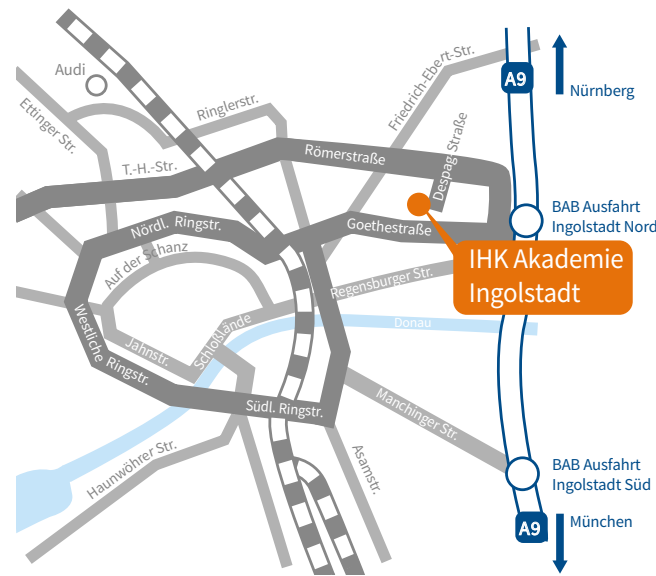 Audi
Ettinger Str.
Ringlerstr.
Friedrich-Ebert-Str.
A9
Nürnberg
T.-H.-Str.
Römerstraße
Despag-Straße
Nördl. Ringstr.
Goethestraße
BAB Ausfahrt
Ingolstadt Nord
Auf der Schanz
Regensburger Str.
IHK Akademie
Ingolstadt
Westliche Ringstr.
Jahnstr.
Schloßlände
Donau
Südl. Ringstr.
Manchinger Str.
Haunwöhrer Str.
Asamstr.
BAB Ausfahrt
Ingolstadt Süd
A9
München